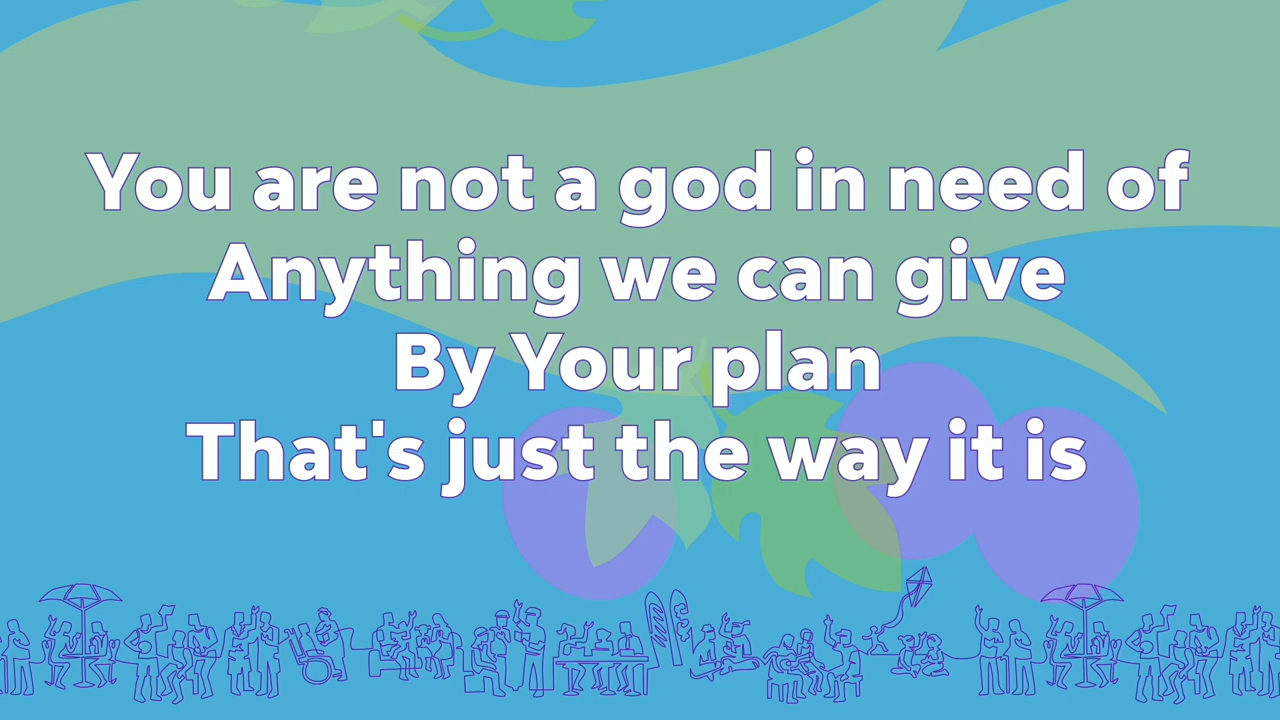 You are not a god in need of
Anything we can give
By Your plan
That's just the way it is